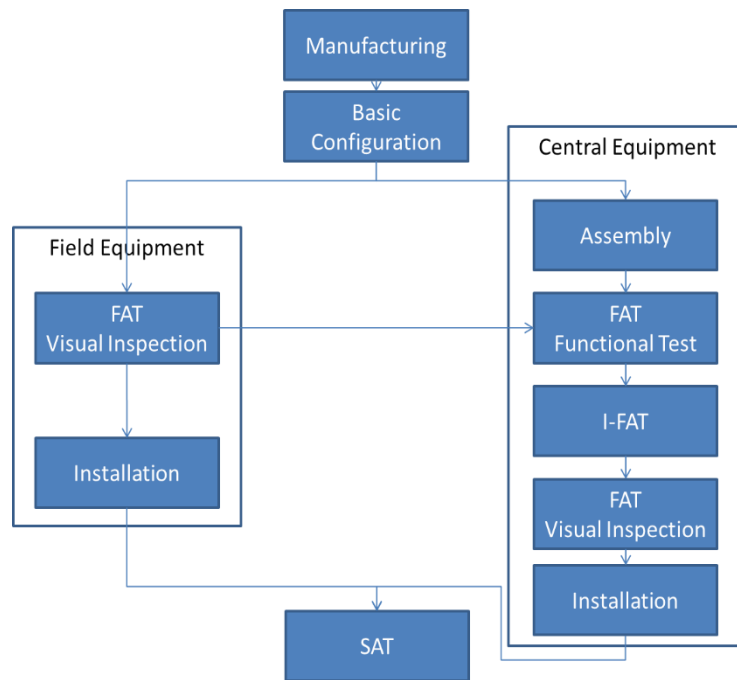 Manufacturing
Basic
Configuration
Central Equipment
Assembly
Field Equipment
FAT
Visual Inspection
FAT
Functional Test
I-FAT
Installation
FAT
Visual Inspection
Installation
SAT